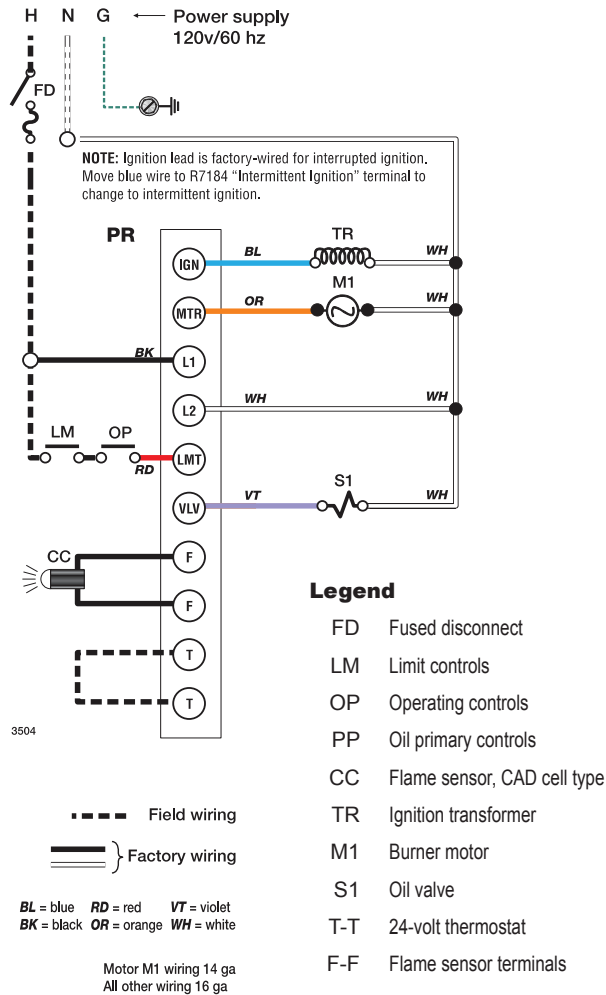 H N G Power supply
120v/60 hz
FD
NOTE: Ignition lead is factory-wired for interrupted ignition.
Move blue wire to R7184 “Intermittent Ignition” terminal to
change to intermittent ignition.
PR
TR
IGN BL WH
M1
MTR OR WH
BK L1
L2 WH WH
LM OP
RD LMT
S1
VLV VT WH
CC F
F
T
T
3504
Legend
FD Fused disconnect
LM Limit controls
OP Operating controls
PP Oil primary controls
CC Flame sensor, CAD cell type
TR Ignition transformer
M1 Burner motor
S1 Oil valve
T-T 24-volt thermostat
F-F Flame sensor terminals
Field wiring
Factory wiring
BL = blue RD = red VT = violet
BK = black OR = orange WH = white
Motor M1 wiring 14 ga
All other wiring 16 ga